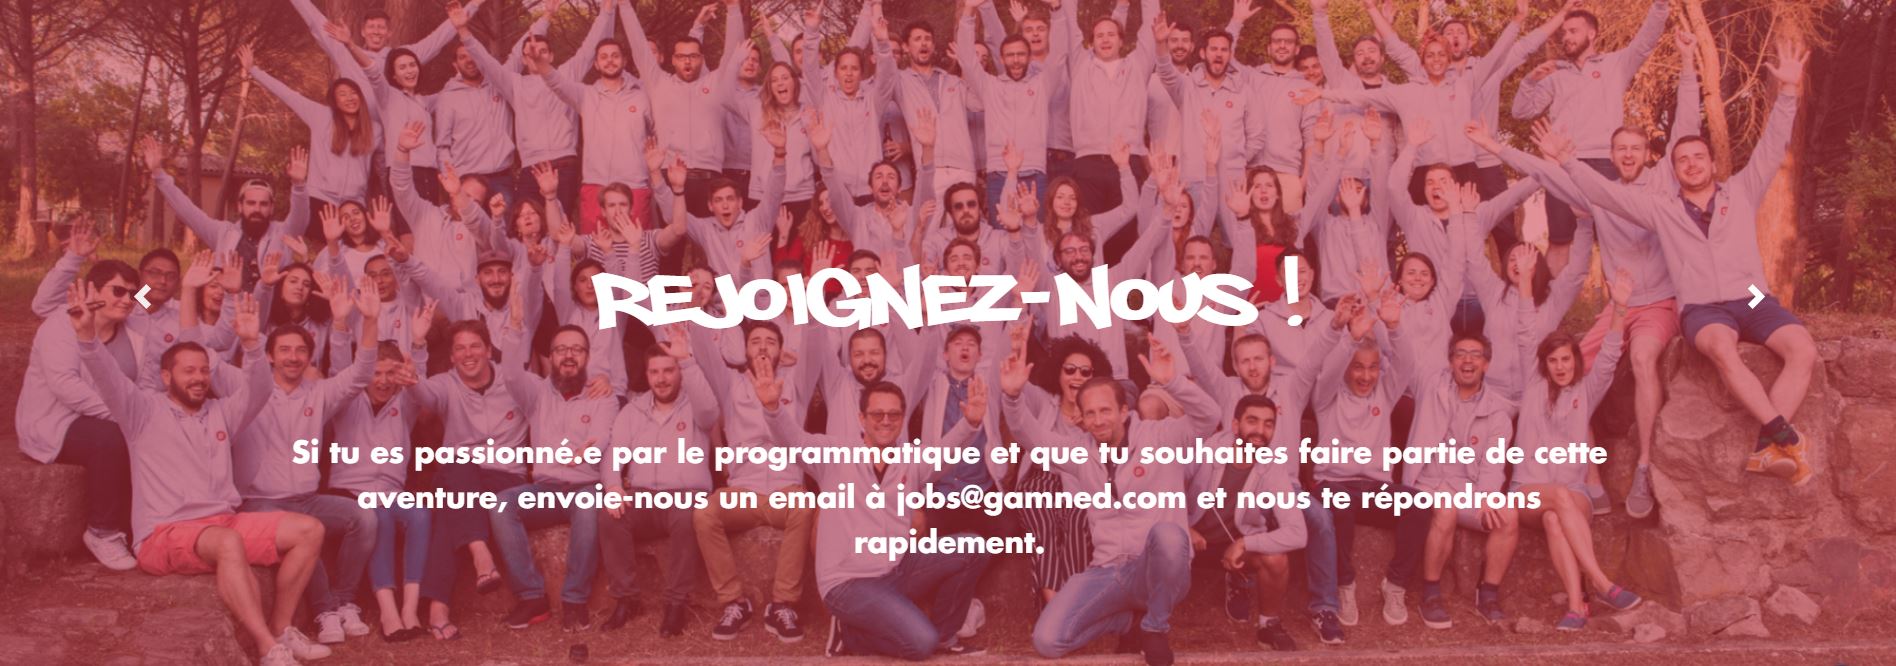 REJOIGNEZ-NOUS !
Si tu es passionné.e par le programmatique et que tu souhaites faire partie de cette
aventure, envoie-nous un email à jobs@gamned.com et nous te répondrons
rapidement.